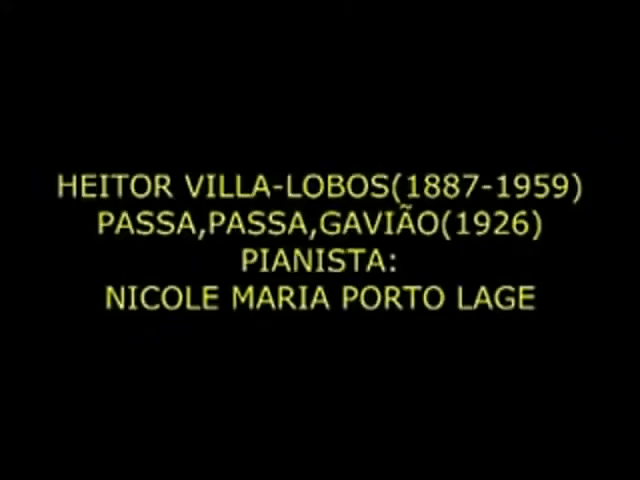 HEITOR VILLA-LOBOS(1887-1959)
PASSA,PASSA,GAVIÃO(1926)
PIANISTA:
NICOLE MARIA PORTO LAGE